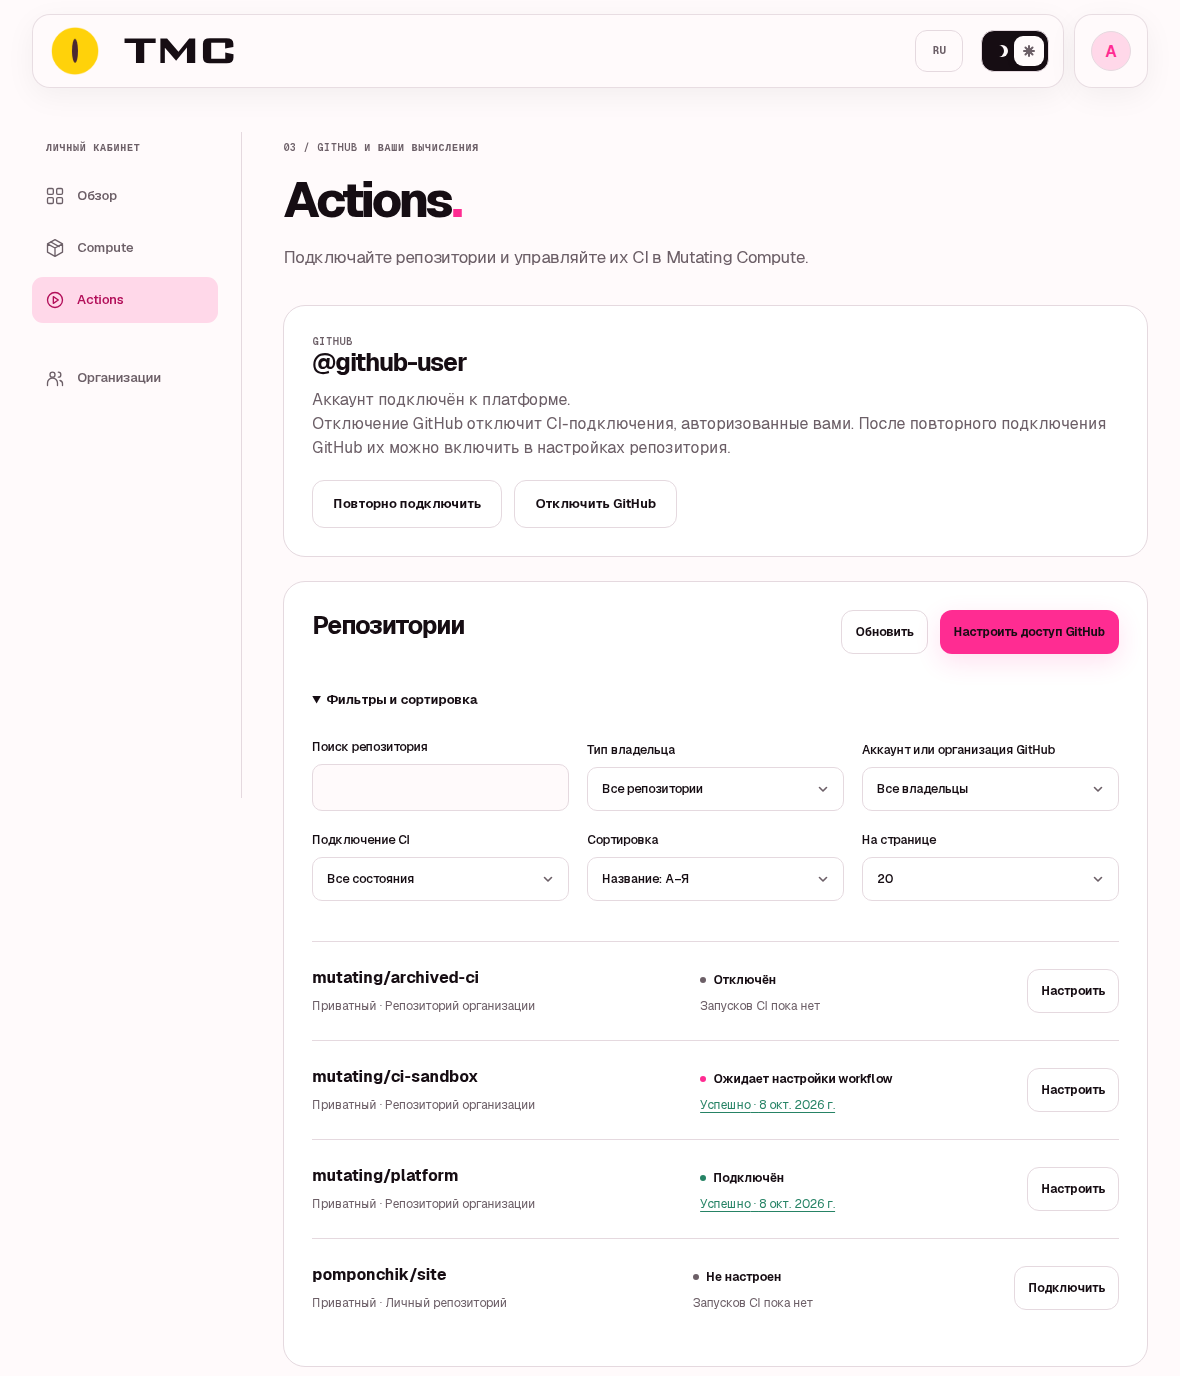 TMC
RU
A
ЛИЧНЫЙ КАБИНЕТ
Обзор
Compute
Actions
Организации
03 / GITHUB И ВАШИ ВЫЧИСЛЕНИЯ
Actions.
Подключайте репозитории и управляйте их CI в Mutating Compute.
GITHUB
@github-user
Аккаунт подключён к платформе.
Отключение GitHub отключит CI-подключения, авторизованные вами. После повторного подключения
GitHub их можно включить в настройках репозитория.
Повторно подключить
Отключить GitHub
Репозитории
Обновить
Настроить доступ GitHub
Фильтры и сортировка
Поиск репозитория
Тип владельца
Все репозитории
Аккаунт или организация GitHub
Все владельцы
Подключение CI
Все состояния
Сортировка
Название: А–Я
На странице
20
mutating/archived-ci
Приватный · Репозиторий организации
Отключён
Запусков CI пока нет
Настроить
mutating/ci-sandbox
Приватный · Репозиторий организации
Ожидает настройки workflow
Успешно · 8 окт. 2026 г.
Настроить
mutating/platform
Приватный · Репозиторий организации
Подключён
Успешно · 8 окт. 2026 г.
Настроить
pomponchik/site
Приватный · Личный репозиторий
Не настроен
Запусков CI пока нет
Подключить